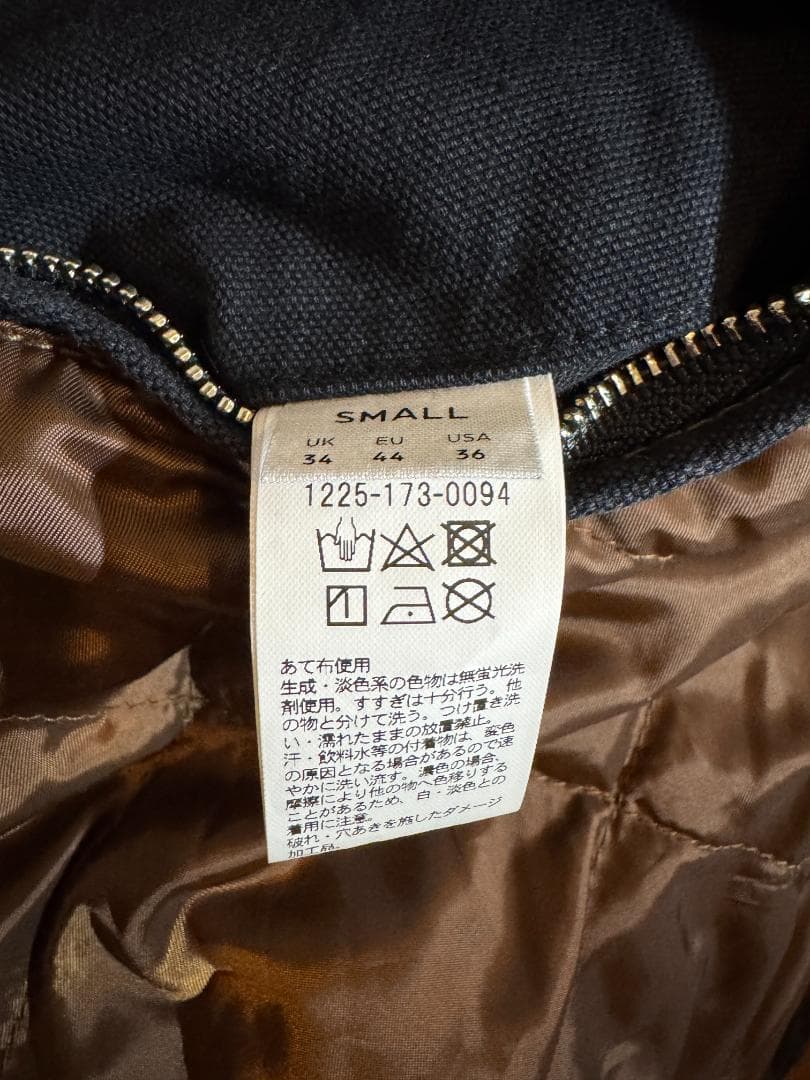 SMALL
UK EU USA
34 44 36
1225-173-0094
あて布使用
生成・淡色系の色物は無蛍光洗
剤使用。すすぎは十分行う。他
の物と分けて洗う。つけ置き洗
い・濡れたままの放置禁止。
汗・飲料水等の付着物は、変色
の原因となる場合があるので速
やかに洗い流す。濃色の場合、
摩擦により他の物へ色移りする
ことがあるため、白・淡色との
着用に注意。
破れ・穴あきを施したダメージ
加工品。